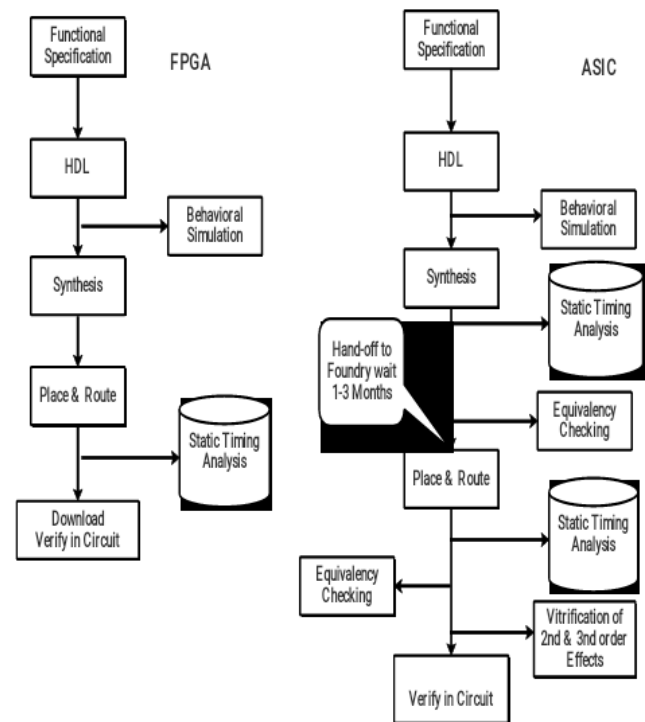 Functional
Specification
FPGA
HDL
Behavioral
Simulation
Synthesis
Place & Route
Static Timing
Analysis
Download
Verify in Circuit
Functional
Specification
ASIC
HDL
Behavioral
Simulation
Synthesis
Static Timing
Analysis
Hand-off to
Foundry wait
1-3 Months
Equivalency
Checking
Place & Route
Static Timing
Analysis
Equivalency
Checking
Vitrification of
2nd & 3nd order
Effects
Verify in Circuit